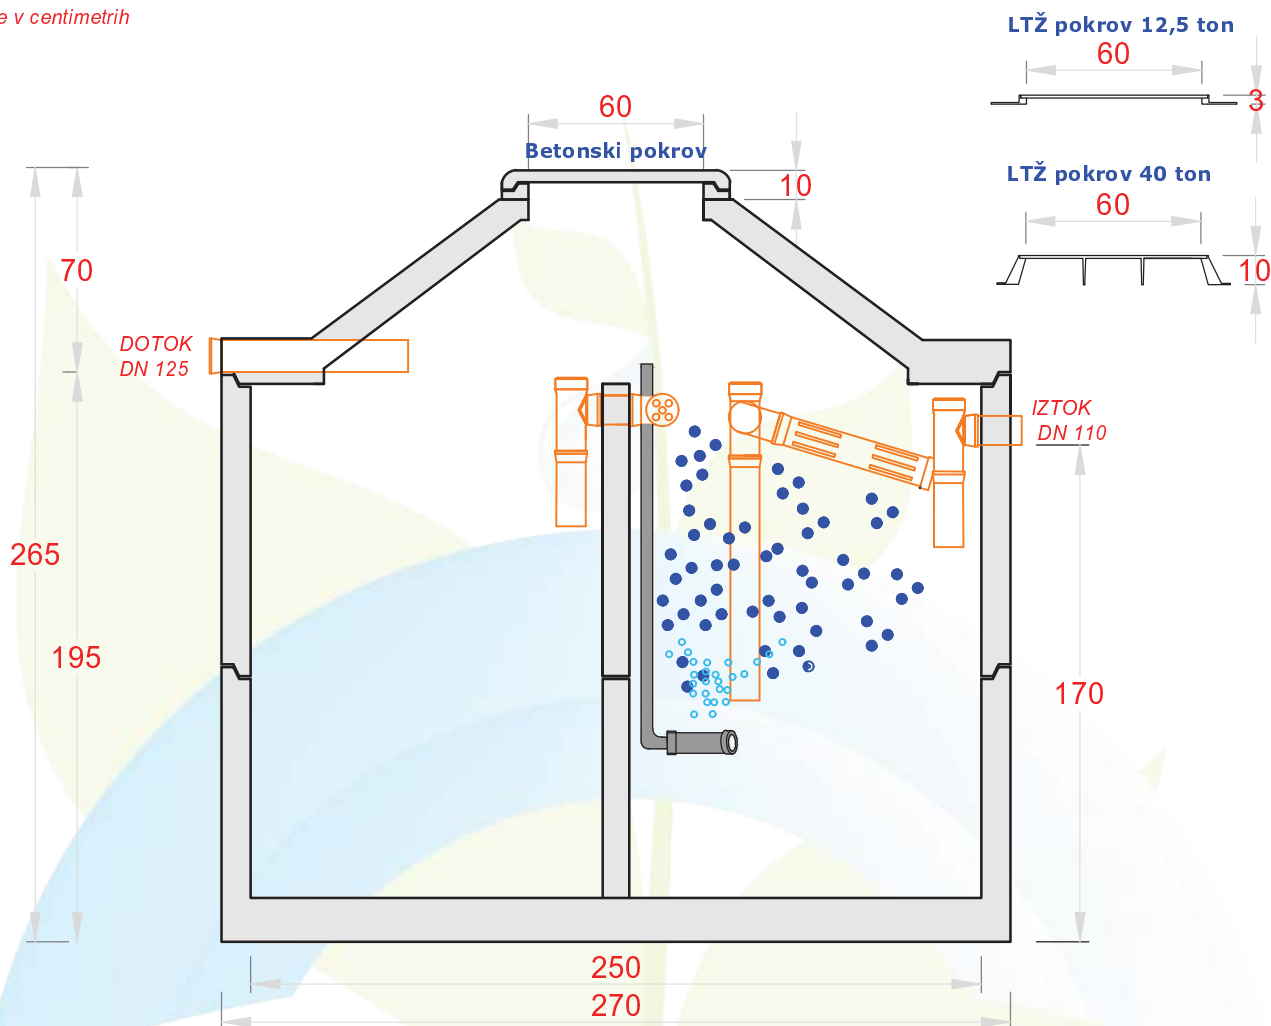 e v centimetrih
LTŽ pokrov 12,5 ton
60
3
60
Betonski pokrov
10
LTŽ pokrov 40 ton
60
10
70
DOTOK
DN 125
IZTOK
DN 110
265
195
170
250
270